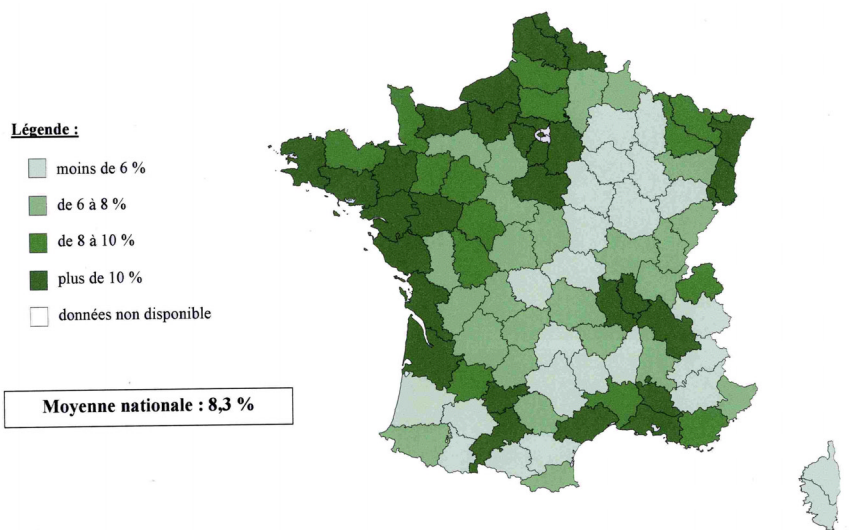 Légende :
moins de 6 %
de 6 à 8 %
de 8 à 10 %
plus de 10 %
données non disponible
Moyenne nationale : 8,3 %